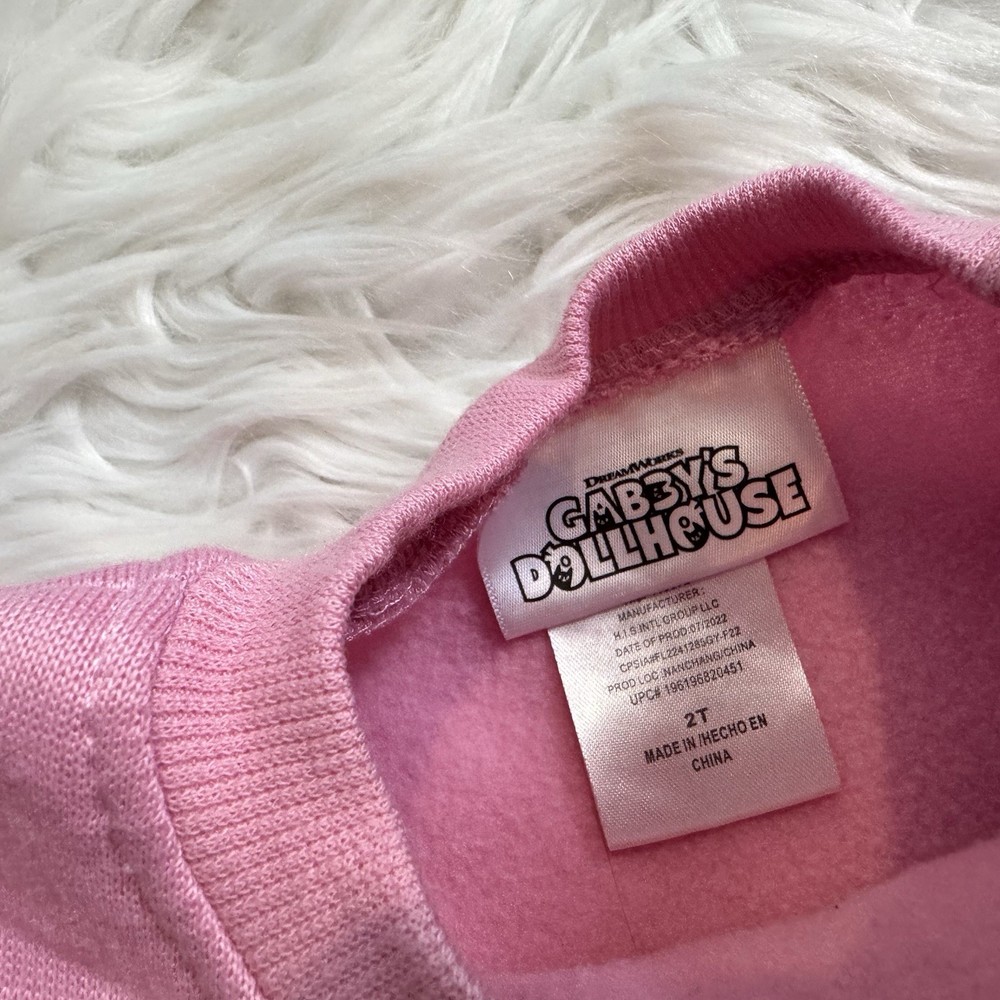 DREAMWORKS
GABBY'S
DOLLHOUSE
MANUFACTURER:
H.I.S.INTL GROUP LLC
DATE OF PROD:07/2022
CPSIA#FL224128SGY-F22
PROD LOC :NANCHANG/CHINA
UPC# 196196820451
2T
MADE IN /HECHO EN
CHINA